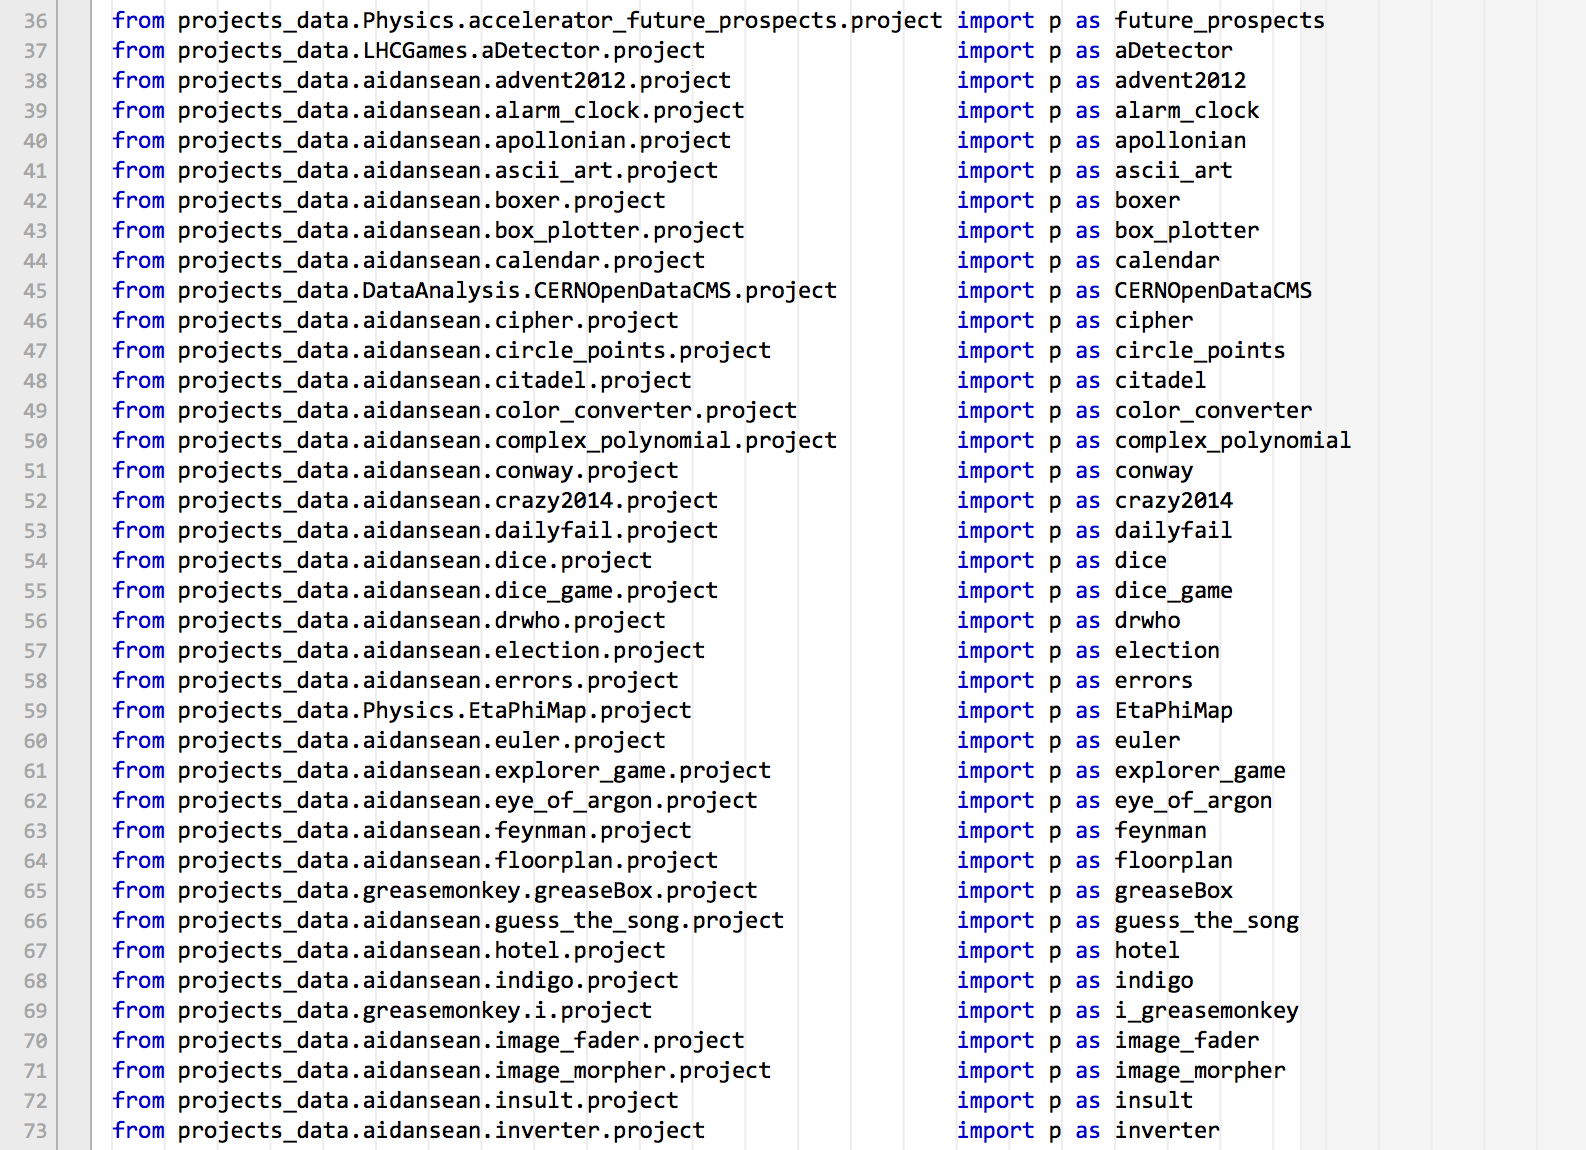 36 from projects_data.Physics.accelerator_future_prospects.project import p as future_prospects
37 from projects_data.LHCGames.aDetector.project import p as aDetector
38 from projects_data.aidansean.advent2012.project import p as advent2012
39 from projects_data.aidansean.alarm_clock.project import p as alarm_clock
40 from projects_data.aidansean.apollonian.project import p as apollonian
41 from projects_data.aidansean.ascii_art.project import p as ascii_art
42 from projects_data.aidansean.boxer.project import p as boxer
43 from projects_data.aidansean.box_plotter.project import p as box_plotter
44 from projects_data.aidansean.calendar.project import p as calendar
45 from projects_data.DataAnalysis.CERNOpenDataCMS.project import p as CERNOpenDataCMS
46 from projects_data.aidansean.cipher.project import p as cipher
47 from projects_data.aidansean.circle_points.project import p as circle_points
48 from projects_data.aidansean.citadel.project import p as citadel
49 from projects_data.aidansean.color_converter.project import p as color_converter
50 from projects_data.aidansean.complex_polynomial.project import p as complex_polynomial
51 from projects_data.aidansean.conway.project import p as conway
52 from projects_data.aidansean.crazy2014.project import p as crazy2014
53 from projects_data.aidansean.dailyfail.project import p as dailyfail
54 from projects_data.aidansean.dice.project import p as dice
55 from projects_data.aidansean.dice_game.project import p as dice_game
56 from projects_data.aidansean.drwho.project import p as drwho
57 from projects_data.aidansean.election.project import p as election
58 from projects_data.aidansean.errors.project import p as errors
59 from projects_data.Physics.EtaPhiMap.project import p as EtaPhiMap
60 from projects_data.aidansean.euler.project import p as euler
61 from projects_data.aidansean.explorer_game.project import p as explorer_game
62 from projects_data.aidansean.eye_of_argon.project import p as eye_of_argon
63 from projects_data.aidansean.feynman.project import p as feynman
64 from projects_data.aidansean.floorplan.project import p as floorplan
65 from projects_data.greasemonkey.greaseBox.project import p as greaseBox
66 from projects_data.aidansean.guess_the_song.project import p as guess_the_song
67 from projects_data.aidansean.hotel.project import p as hotel
68 from projects_data.aidansean.indigo.project import p as indigo
69 from projects_data.greasemonkey.i.project import p as i_greasemonkey
70 from projects_data.aidansean.image_fader.project import p as image_fader
71 from projects_data.aidansean.image_morpher.project import p as image_morpher
72 from projects_data.aidansean.insult.project import p as insult
73 from projects_data.aidansean.inverter.project import p as inverter